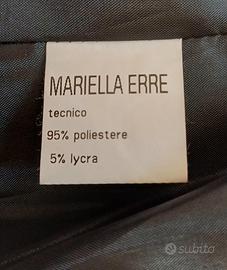 MARIELLA ERRE
tecnico
95% poliestere
5% lycra
subito